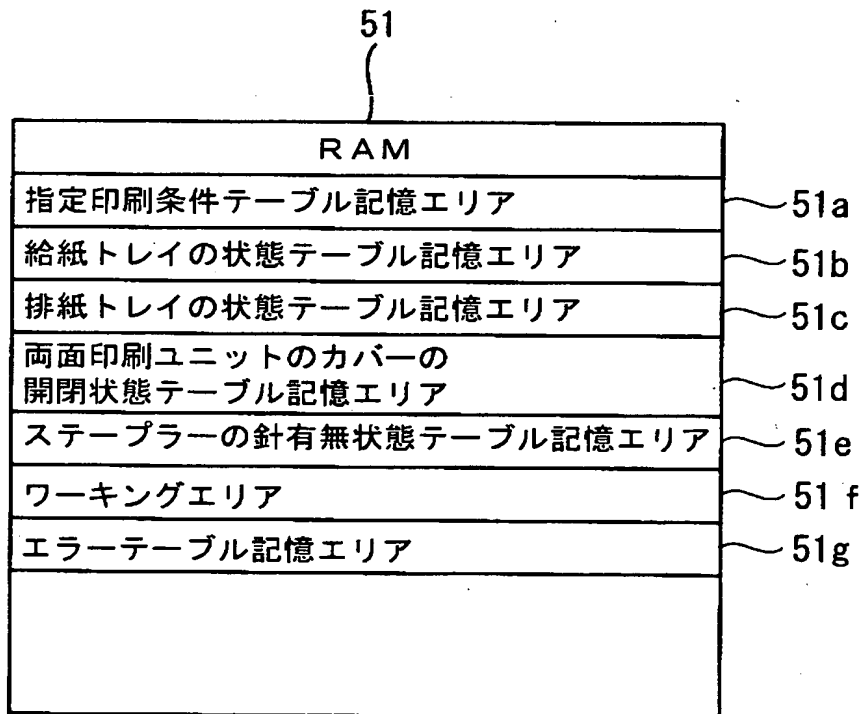 51
RAM
指定印刷条件テーブル記憶エリア 51a
給紙トレイの状態テーブル記憶エリア 51b
排紙トレイの状態テーブル記憶エリア 51c
両面印刷ユニットのカバーの
開閉状態テーブル記憶エリア 51d
ステープラーの針有無状態テーブル記憶エリア 51e
ワーキングエリア 51f
エラーテーブル記憶エリア 51g